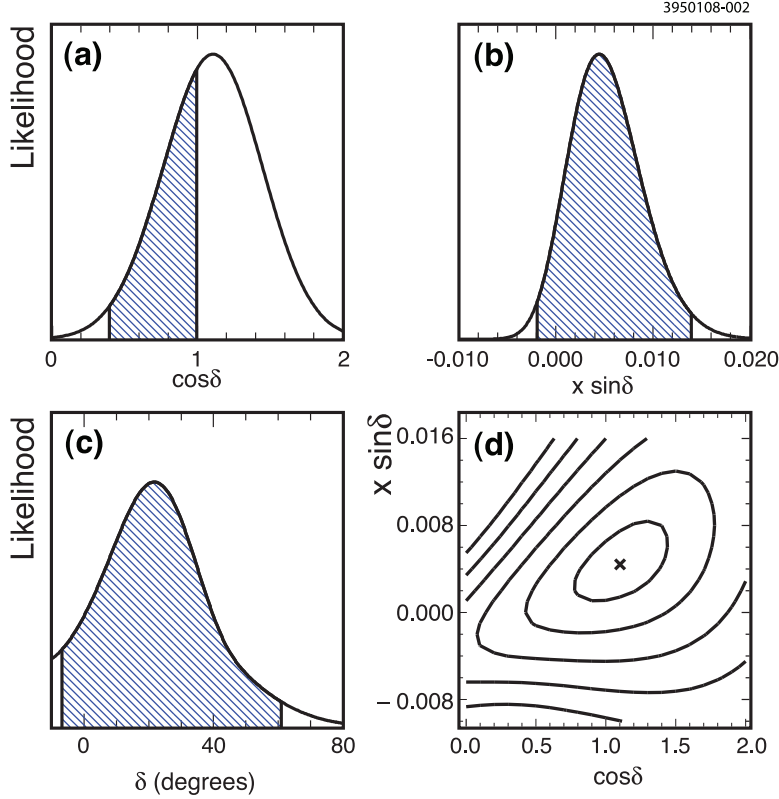 3950108-002
Likelihood
(a)
0 1 2
cosδ
(b)
-0.010 0.000 0.010 0.020
x sinδ
Likelihood
(c)
0 40 80
δ (degrees)
x sinδ
(d)
0.016
0.008
0.000
– 0.008
0.0 0.5 1.0 1.5 2.0
cosδ